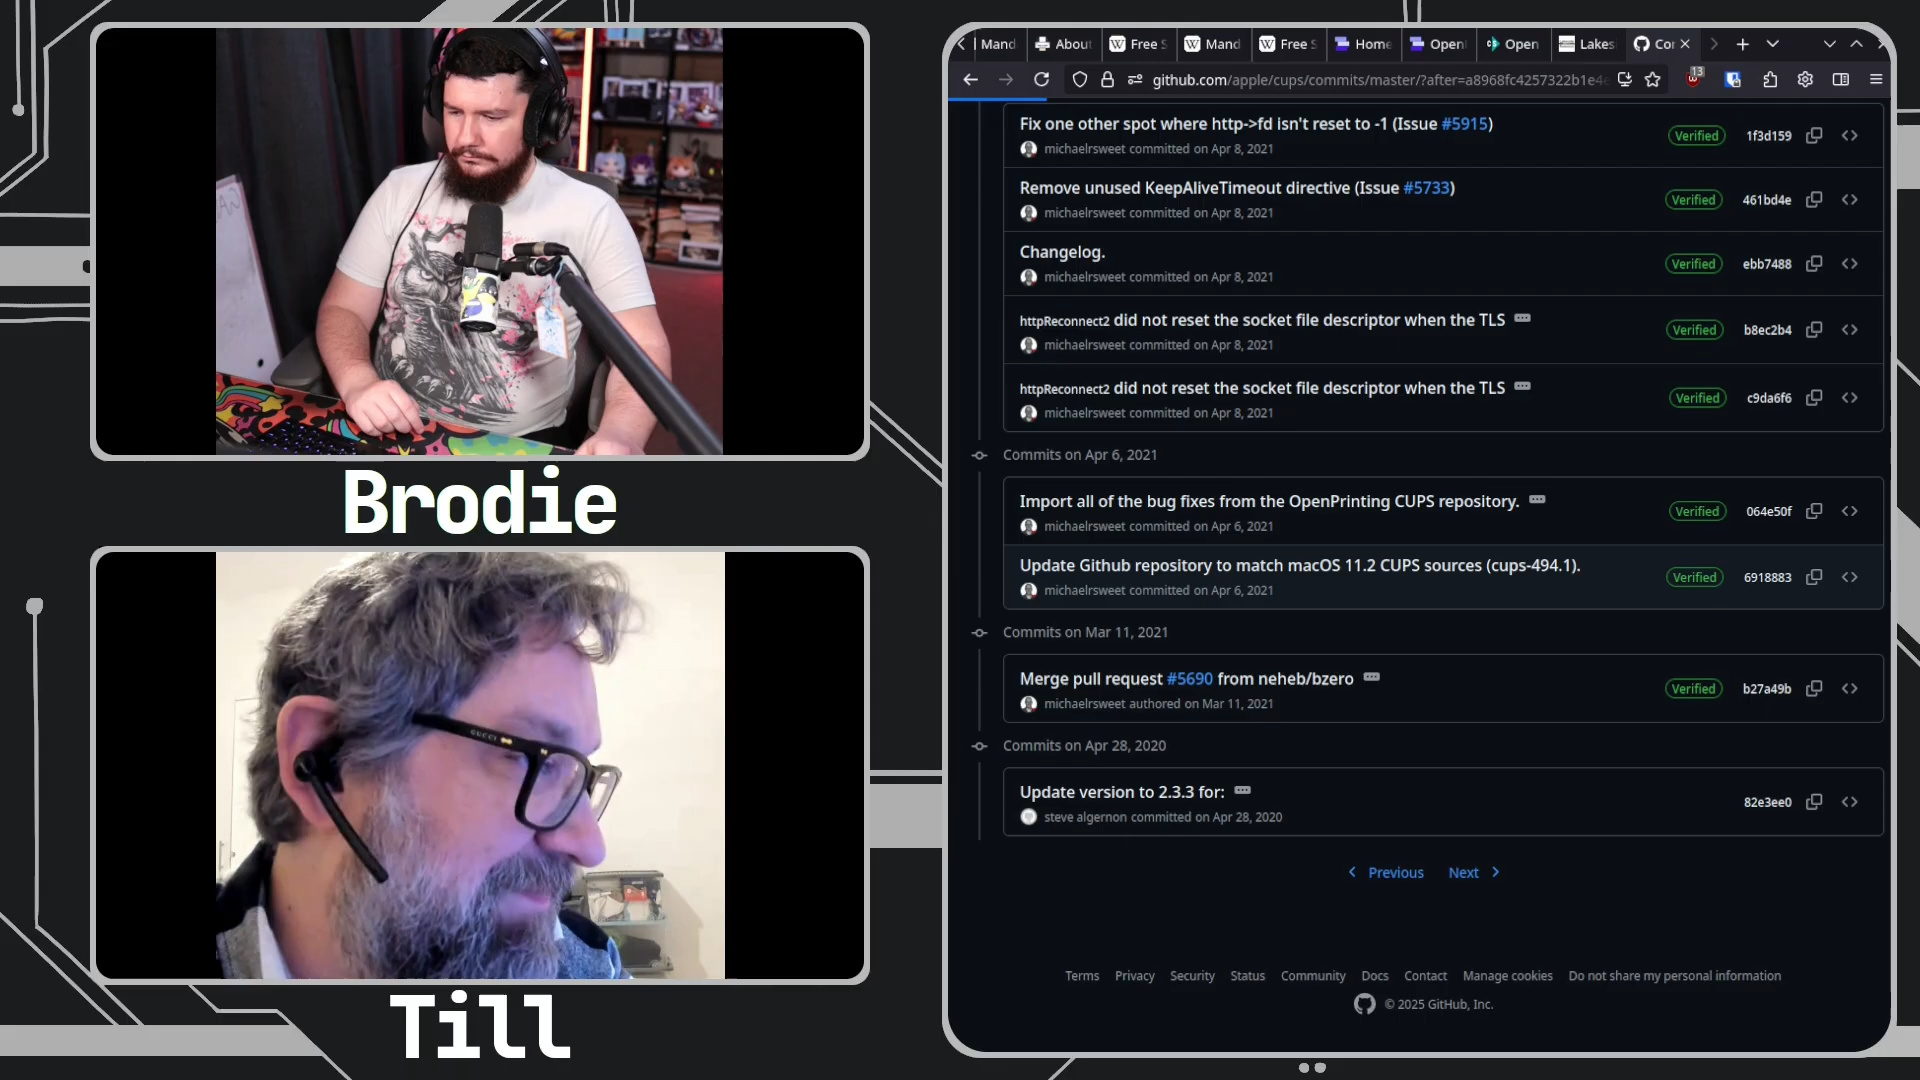 Brodie
GUCCI
Till
Mand
About
Free S
Mand
Free S
Home
Open
Open
Lakes
Cor
github.com/apple/cups/commits/master/?after=a8968fc4257322b1e4
13
Fix one other spot where http->fd isn't reset to -1 (Issue #5915)
michaelrsweet committed on Apr 8, 2021
Verified
1f3d159
Remove unused KeepAliveTimeout directive (Issue #5733)
michaelrsweet committed on Apr 8, 2021
Verified
461bd4e
Changelog.
michaelrsweet committed on Apr 8, 2021
Verified
ebb7488
httpReconnect2 did not reset the socket file descriptor when the TLS
michaelrsweet committed on Apr 8, 2021
Verified
b8ec2b4
httpReconnect2 did not reset the socket file descriptor when the TLS
michaelrsweet committed on Apr 8, 2021
Verified
c9da6f6
Commits on Apr 6, 2021
Import all of the bug fixes from the OpenPrinting CUPS repository.
michaelrsweet committed on Apr 6, 2021
Verified
064e50f
Update Github repository to match macOS 11.2 CUPS sources (cups-494.1).
michaelrsweet committed on Apr 6, 2021
Verified
6918883
Commits on Mar 11, 2021
Merge pull request #5690 from neheb/bzero
michaelrsweet authored on Mar 11, 2021
Verified
b27a49b
Commits on Apr 28, 2020
Update version to 2.3.3 for:
steve algernon committed on Apr 28, 2020
82e3ee0
Previous Next
Terms Privacy Security Status Community Docs Contact Manage cookies Do not share my personal information
© 2025 GitHub, Inc.